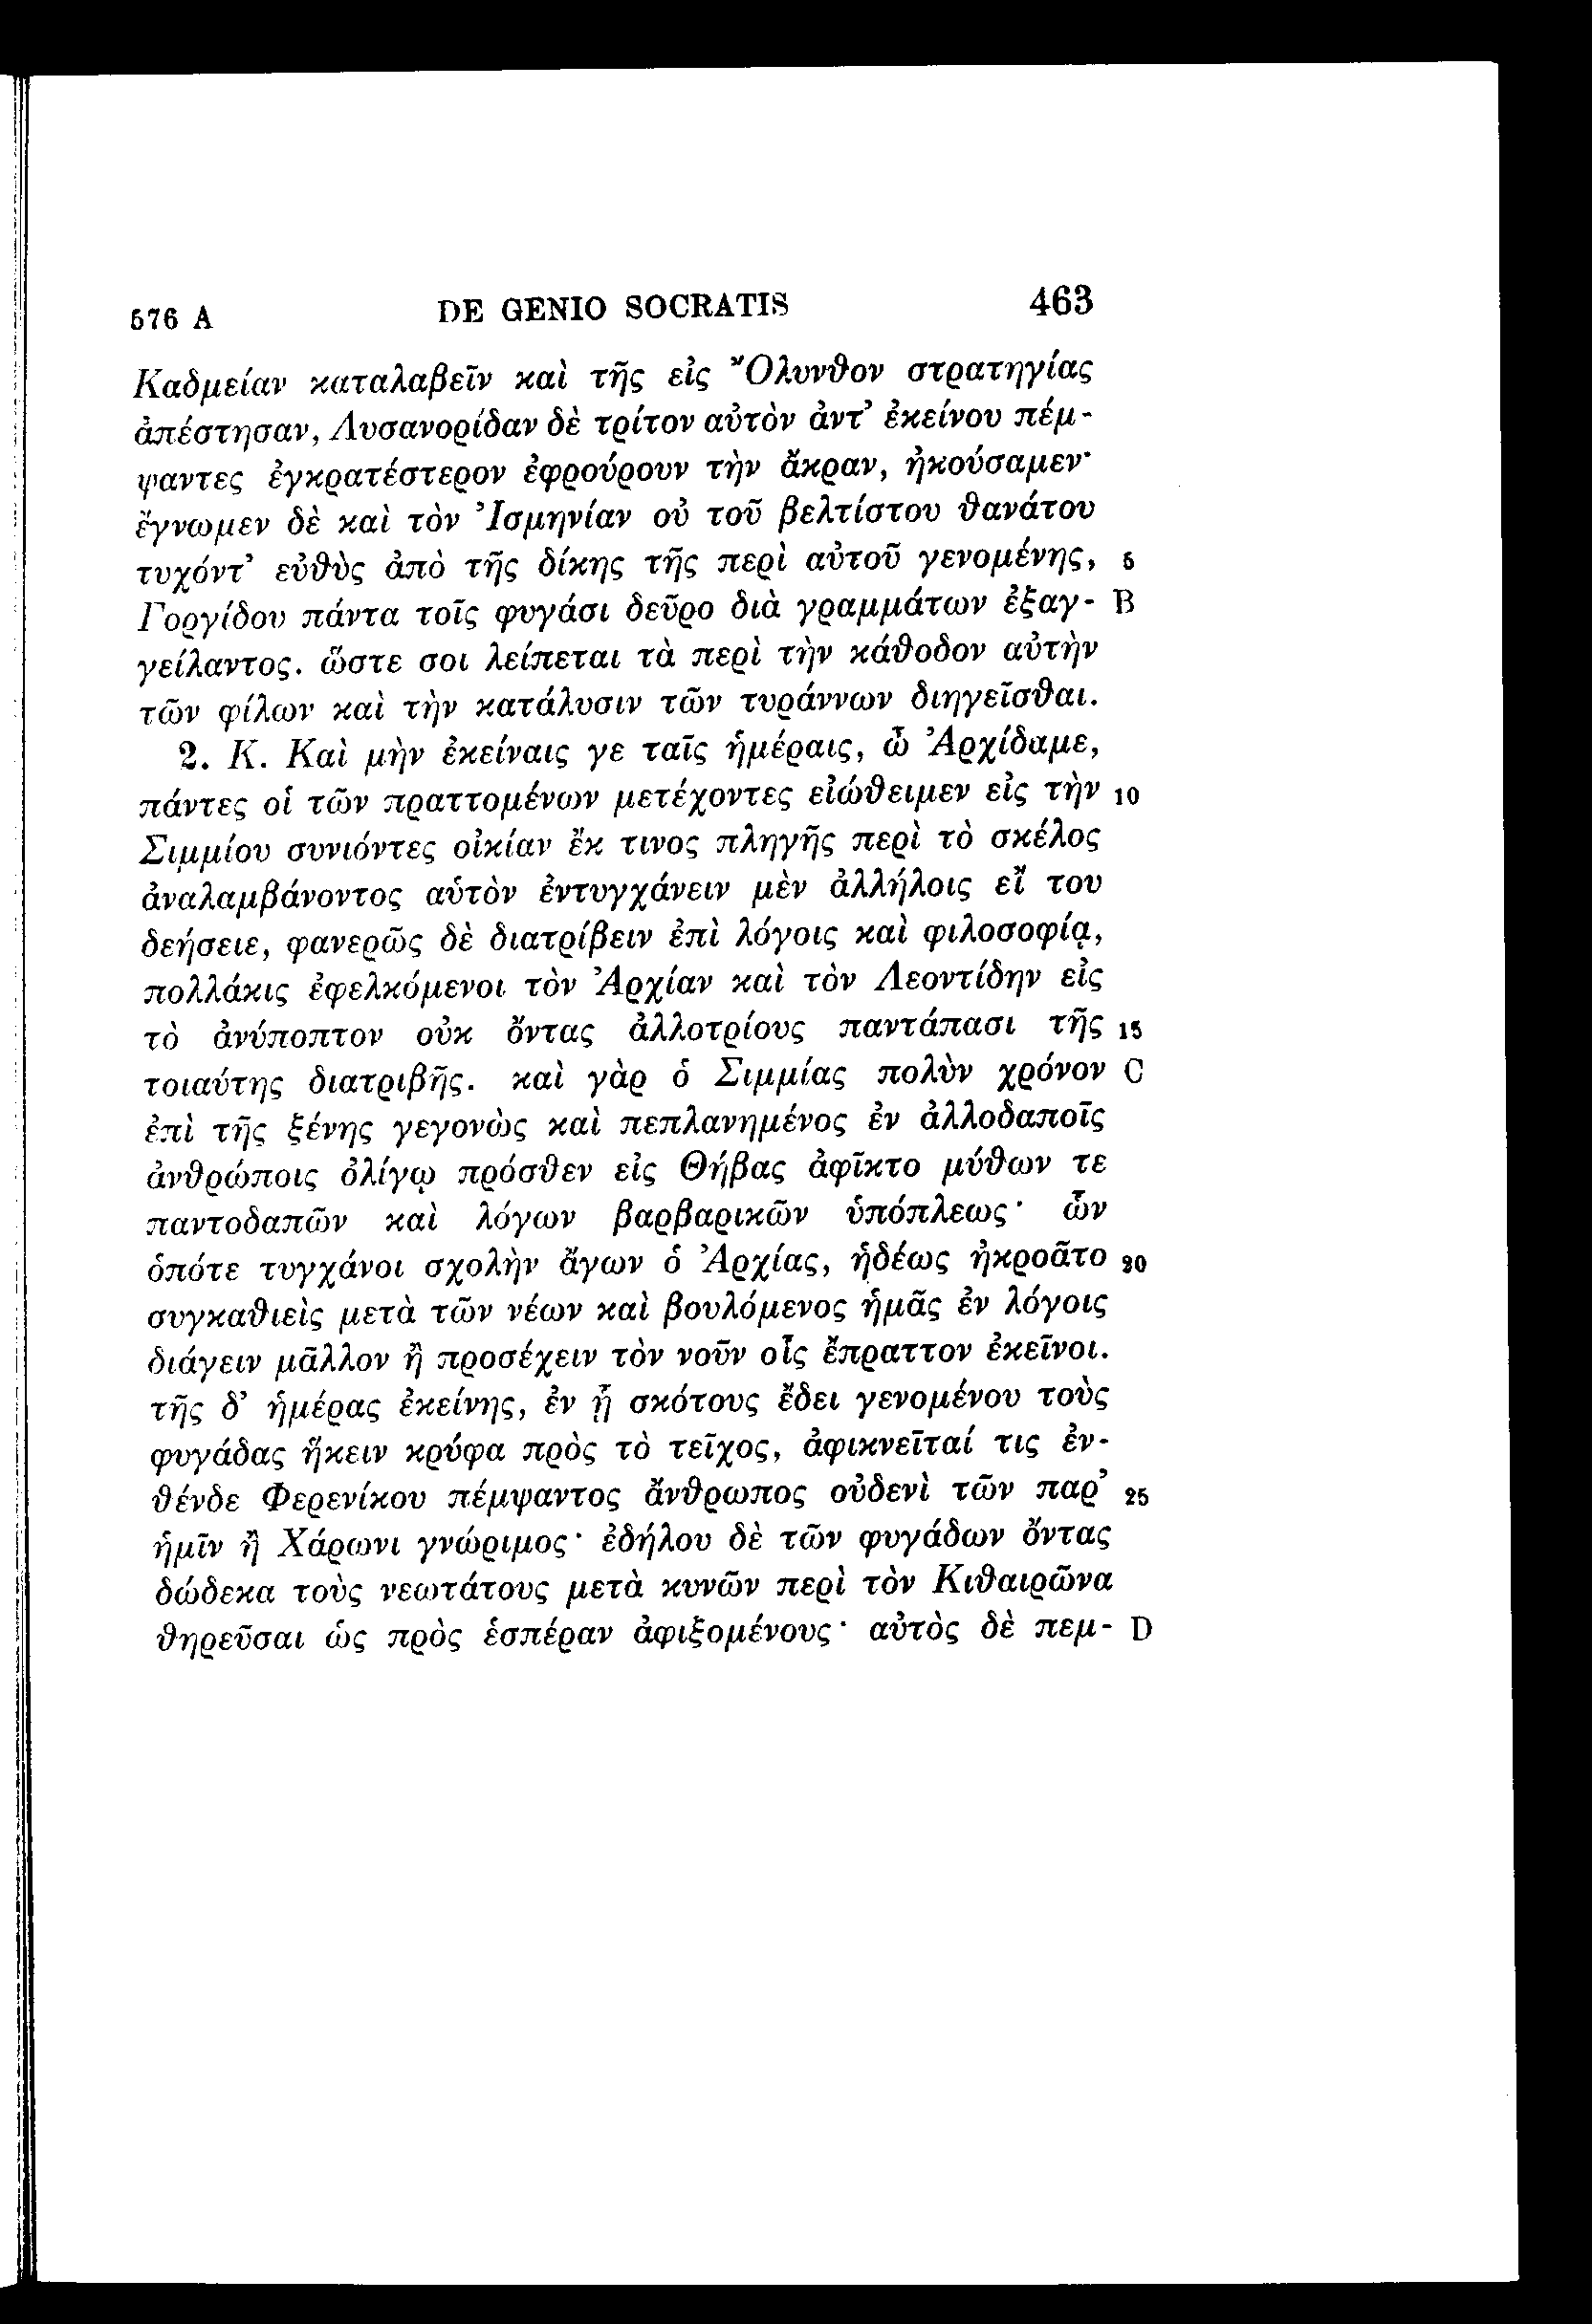 576 A DE GENIO SOCRATIS 463
Καδμείαν καταλαβεῖν καὶ τῆς εἰς Ὄλυνθον στρατηγίας
ἀπέστησαν, Λυσανορίδαν δὲ τρίτον αὐτὸν ἀντ’ ἐκείνου πέμ-
ψαντες ἐγκρατέστερον ἐφρούρουν τὴν ἄκραν, ἠκούσαμεν·
ἔγνωμεν δὲ καὶ τὸν Ἰσμηνίαν οὐ τοῦ βελτίστου θανάτου
τυχόντ’ εὐθὺς ἀπὸ τῆς δίκης τῆς περὶ αὐτοῦ γενομένης, 5
Γοργίδου πάντα τοῖς φυγάσι δεῦρο διὰ γραμμάτων ἐξαγ- B
γείλαντος. ὥστε σοι λείπεται τὰ περὶ τὴν κάθοδον αὐτὴν
τῶν φίλων καὶ τὴν κατάλυσιν τῶν τυράννων διηγεῖσθαι.
2. Κ. Καὶ μὴν ἐκείναις γε ταῖς ἡμέραις, ὦ Ἀρχίδαμε,
πάντες οἱ τῶν πραττομένων μετέχοντες εἰώθειμεν εἰς τὴν 10
Σιμμίου συνιόντες οἰκίαν ἔκ τινος πληγῆς περὶ τὸ σκέλος
ἀναλαμβάνοντος αὑτὸν ἐντυγχάνειν μὲν ἀλλήλοις εἴ του
δεήσειε, φανερῶς δὲ διατρίβειν ἐπὶ λόγοις καὶ φιλοσοφίᾳ,
πολλάκις ἐφελκόμενοι τὸν Ἀρχίαν καὶ τὸν Λεοντίδην εἰς
τὸ ἀνύποπτον οὐκ ὄντας ἀλλοτρίους παντάπασι τῆς 15
τοιαύτης διατριβῆς. καὶ γὰρ ὁ Σιμμίας πολὺν χρόνον C
ἐπὶ τῆς ξένης γεγονὼς καὶ πεπλανημένος ἐν ἀλλοδαποῖς
ἀνθρώποις ὀλίγῳ πρόσθεν εἰς Θήβας ἀφῖκτο μύθων τε
παντοδαπῶν καὶ λόγων βαρβαρικῶν ὑπόπλεως· ὧν
ὁπότε τυγχάνοι σχολὴν ἄγων ὁ Ἀρχίας, ἡδέως ἠκροᾶτο 20
συγκαθιεὶς μετὰ τῶν νέων καὶ βουλόμενος ἡμᾶς ἐν λόγοις
διάγειν μᾶλλον ἢ προσέχειν τὸν νοῦν οἷς ἔπραττον ἐκεῖνοι.
τῆς δ’ ἡμέρας ἐκείνης, ἐν ᾗ σκότους ἔδει γενομένου τοὺς
φυγάδας ἥκειν κρύφα πρὸς τὸ τεῖχος, ἀφικνεῖταί τις ἐν-
θένδε Φερενίκου πέμψαντος ἄνθρωπος οὐδενὶ τῶν παρ’ 25
ἡμῖν ἢ Χάρωνι γνώριμος· ἐδήλου δὲ τῶν φυγάδων ὄντας
δώδεκα τοὺς νεωτάτους μετὰ κυνῶν περὶ τὸν Κιθαιρῶνα
θηρεῦσαι ὡς πρὸς ἑσπέραν ἀφιξομένους· αὐτὸς δὲ πεμ- D